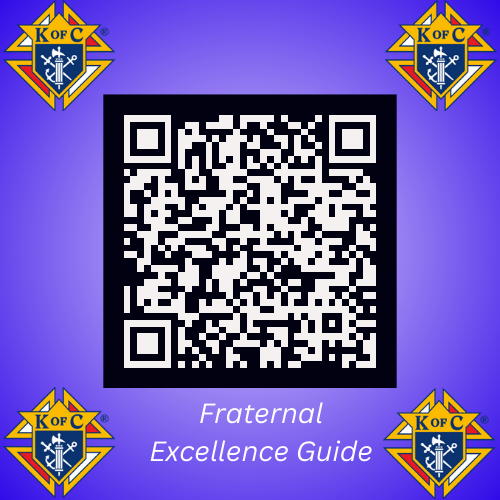 K OF C ®
K OF C ®
Fraternal
Excellence Guide
K OF C ®
K OF C ®